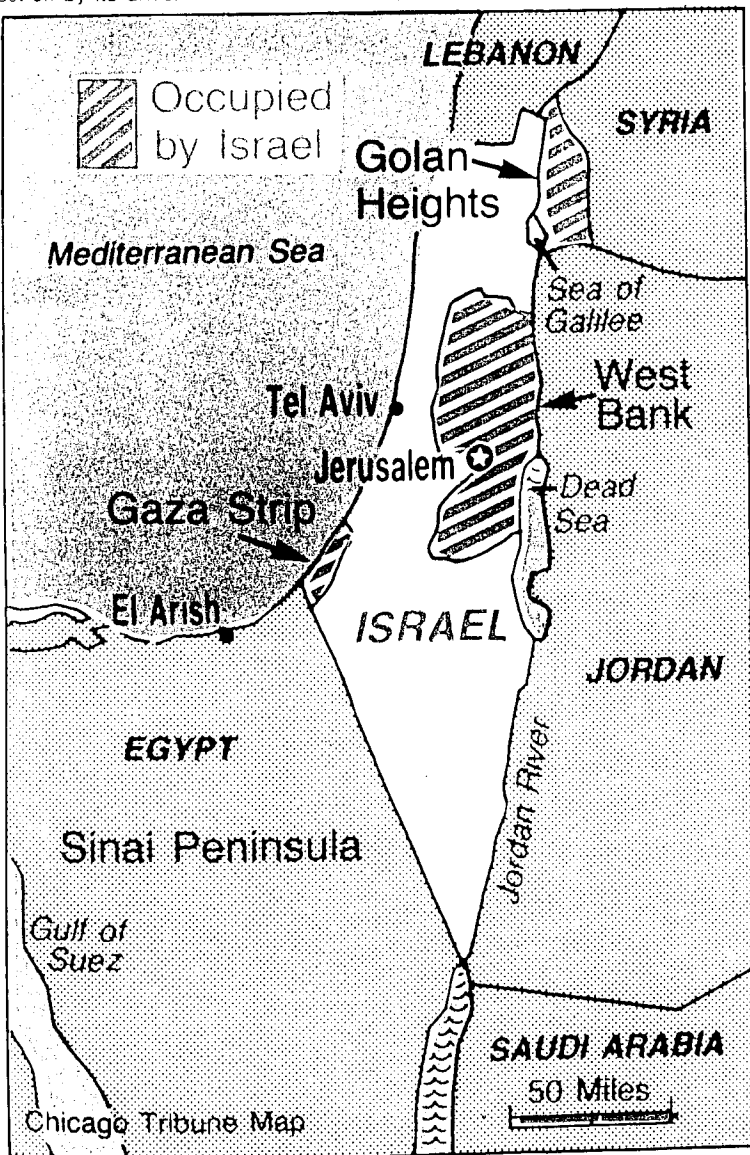 LEBANON
Occupied
by Israel
SYRIA
Golan
Heights
Mediterranean Sea
Sea of
Galilee
West
Bank
Tel Aviv
Jerusalem
Dead
Sea
Gaza Strip
El Arish
ISRAEL
JORDAN
EGYPT
Jordan River
Sinai Peninsula
Gulf of
Suez
SAUDI ARABIA
50 Miles
Chicago Tribune Map